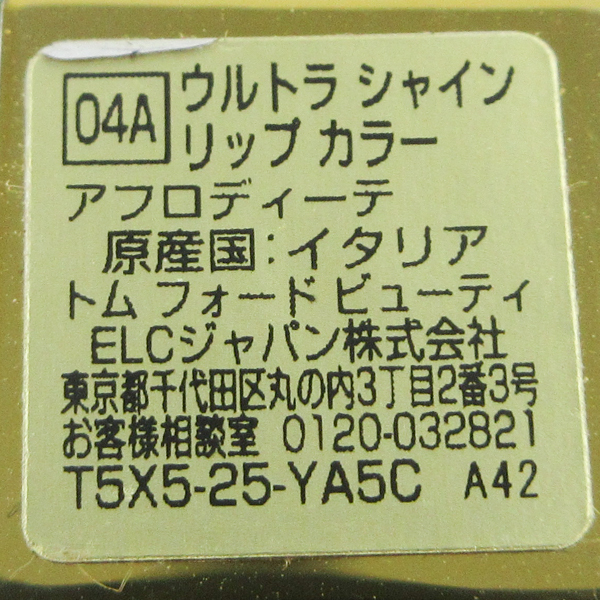 04A ウルトラ シャイン
リップ カラー
アフロディーテ
原産国:イタリア
トム フォード ビューティ
ELCジャパン株式会社
東京都千代田区丸の内3丁目2番3号
お客様相談室 0120-032821
T5X5-25-YA5C A42